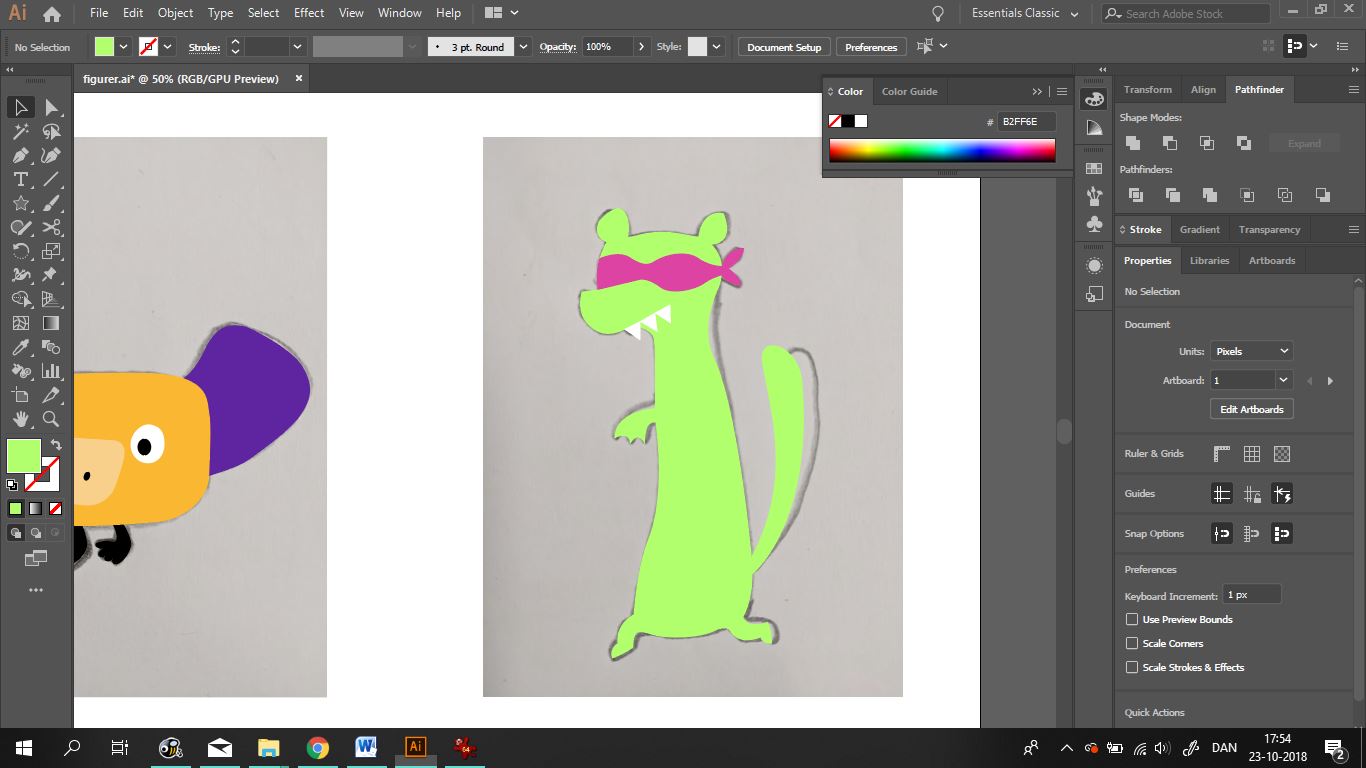 Ai File Edit Object Type Select Effect View Window Help Essentials Classic Search Adobe Stock
No Selection Stroke: 3 pt. Round Opacity: 100% Style: Document Setup Preferences
figurer.ai* @ 50% (RGB/GPU Preview)
Color Color Guide
# B2FF6E
Transform Align Pathfinder
Shape Modes:
Expand
Pathfinders:
Stroke Gradient Transparency
Properties Libraries Artboards
No Selection
Document
Units: Pixels
Artboard: 1
Edit Artboards
Ruler & Grids
Guides
Snap Options
Preferences
Keyboard Increment: 1 px
Use Preview Bounds
Scale Corners
Scale Strokes & Effects
Quick Actions
W Ai 64 DAN 17:54
23-10-2018 2